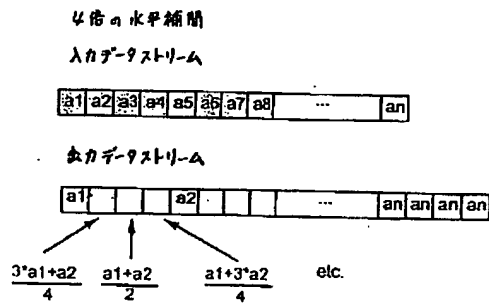 4倍の水平補間
入力データストリーム
a1 a2 a3 a4 a5 a6 a7 a8 --- an
出力データストリーム
a1 a2 --- an an an an
3*a1+a2 a1+a2 a1+3*a2 etc.
4 2 4